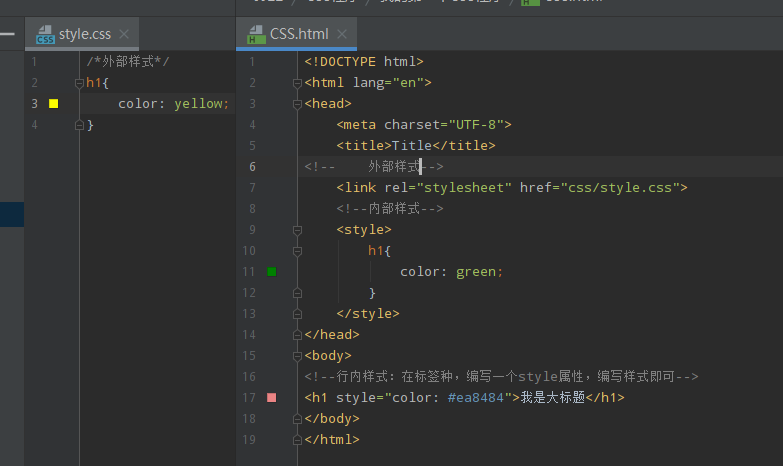 style.css
CSS.html
1 /*外部样式*/
2 h1{
3 color: yellow;
4 }
1 <!DOCTYPE html>
2 <html lang="en">
3 <head>
4 <meta charset="UTF-8">
5 <title>Title</title>
6 <!-- 外部样式-->
7 <link rel="stylesheet" href="css/style.css">
8 <!--内部样式-->
9 <style>
10 h1{
11 color: green;
12 }
13 </style>
14 </head>
15 <body>
16 <!--行内样式：在标签种，编写一个style属性，编写样式即可-->
17 <h1 style="color: #ea8484">我是大标题</h1>
18 </body>
19 </html>